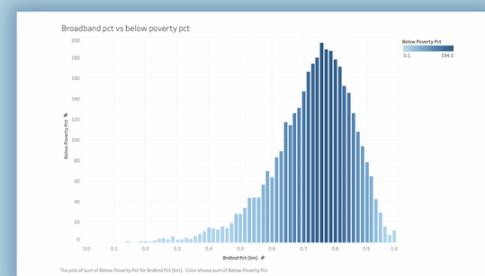 Broadband pct vs below poverty pct
Below Poverty Pct
0.1 194.0
200
180
160
140
120
100
80
60
40
20
0
Below Poverty Pct
0.0 0.1 0.2 0.3 0.4 0.5 0.6 0.7 0.8 0.9 1.0
Brdbnd Pct (bin)
The plot of sum of Below Poverty Pct for Brdbnd Pct (bin). Color shows sum of Below Poverty Pct.